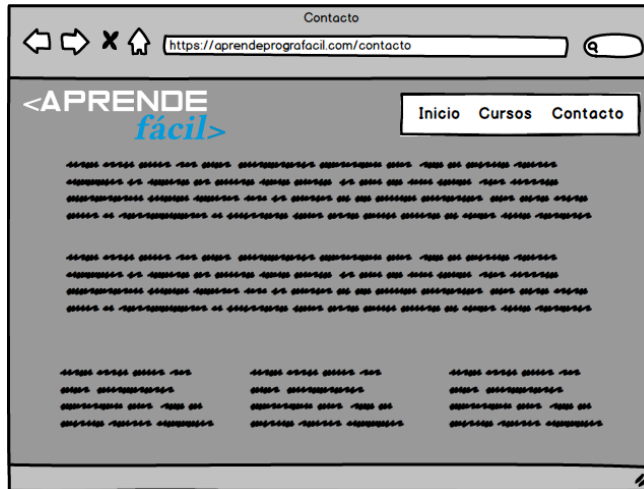 Contacto
https://aprendeprografacil.com/contacto
<APRENDE
fácil>
Inicio Cursos Contacto